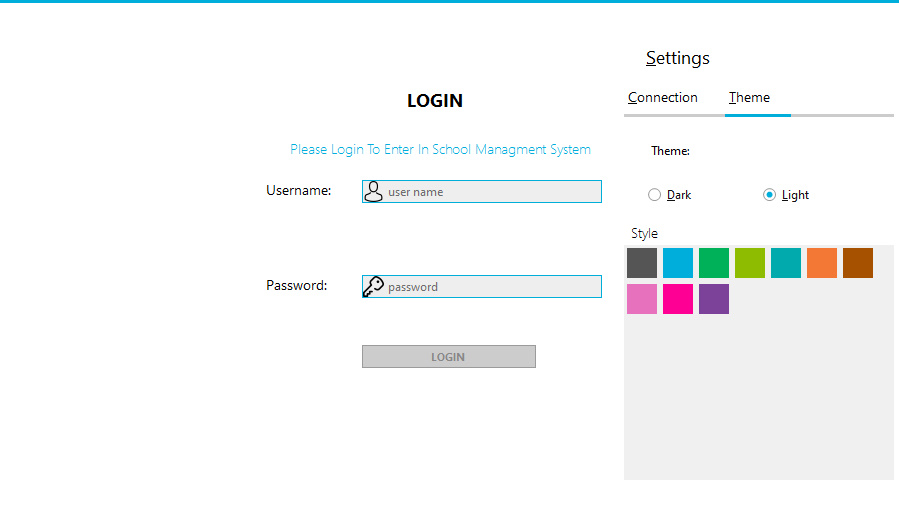 LOGIN
Please Login To Enter In School Managment System
Username:
user name
Password:
password
LOGIN
Settings
Connection
Theme
Theme:
Dark
Light
Style